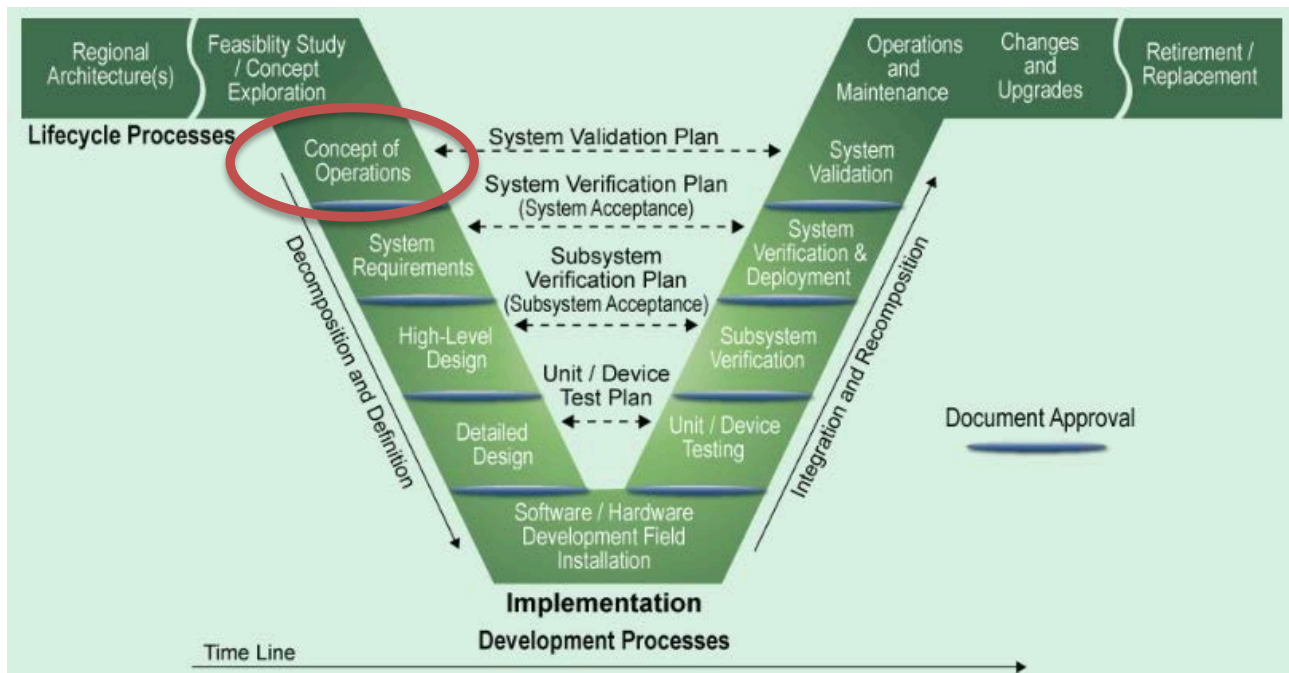 Regional
Architecture(s)
Feasiblity Study
/ Concept
Exploration
Operations
and
Maintenance
Changes
and
Upgrades
Retirement /
Replacement
Lifecycle Processes
Concept of
Operations
System Validation Plan
System
Validation
System Verification Plan
(System Acceptance)
System
Requirements
System
Verification &
Deployment
Subsystem
Verification Plan
(Subsystem Acceptance)
High-Level
Design
Subsystem
Verification
Unit / Device
Test Plan
Detailed
Design
Unit / Device
Testing
Decomposition and Definition
Integration and Recomposition
Document Approval
Software / Hardware
Development Field
Installation
Implementation
Development Processes
Time Line